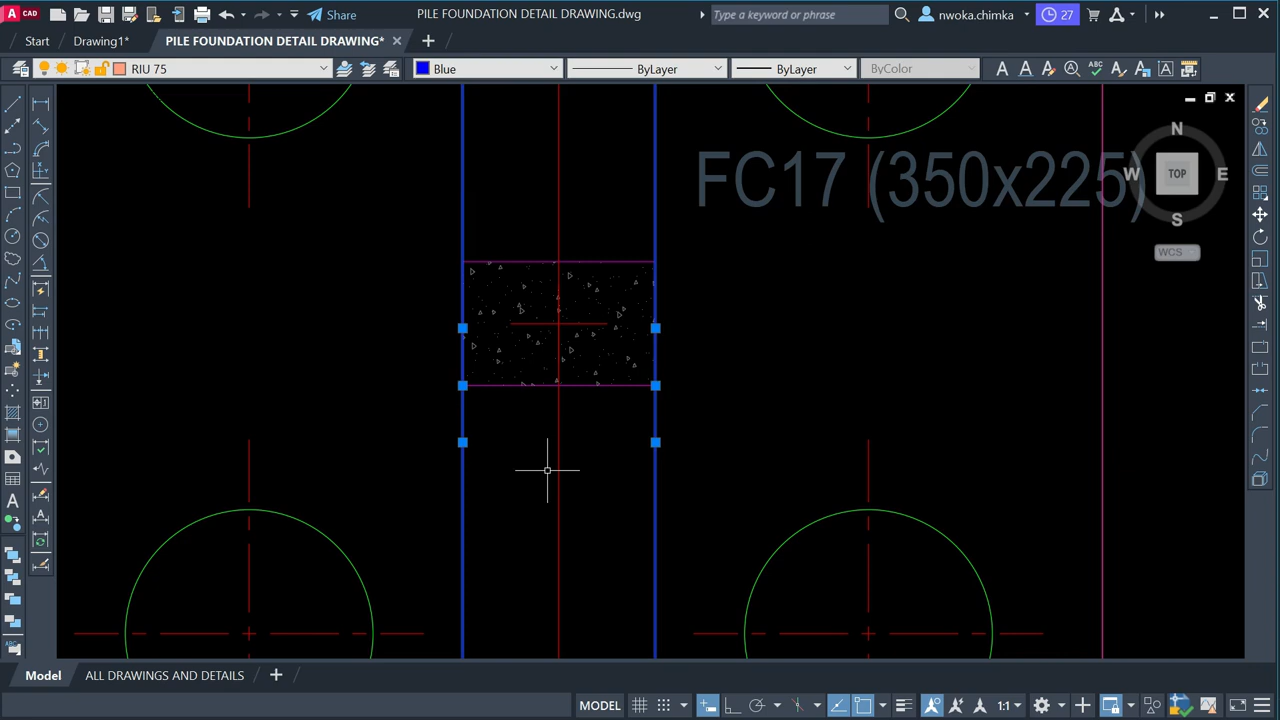 CAD
Share
PILE FOUNDATION DETAIL DRAWING.dwg
Type a keyword or phrase
nwoka.chimka
27
Start
Drawing1*
PILE FOUNDATION DETAIL DRAWING*
RIU 75
Blue
ByLayer
ByLayer
ByColor
FC17 (350x225)
N
W
TOP
E
S
WCS
Model
ALL DRAWINGS AND DETAILS
MODEL
1:1